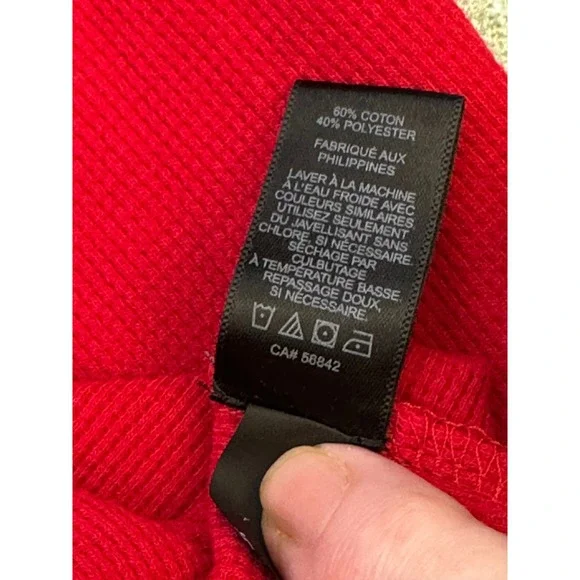 60% COTTON
40% POLYESTER
FABRIQUÉ AUX
PHILIPPINES
LAVER À LA MACHINE
À L'EAU FROIDE AVEC
COULEURS SIMILAIRES
UTILISEZ SEULEMENT
DU JAVELLISANT SANS
CHLORE, SI NÉCESSAIRE.
SÉCHAGE PAR
CULBUTAGE
À TEMPÉRATURE BASSE.
REPASSAGE DOUX,
SI NÉCESSAIRE.
CA# 56842